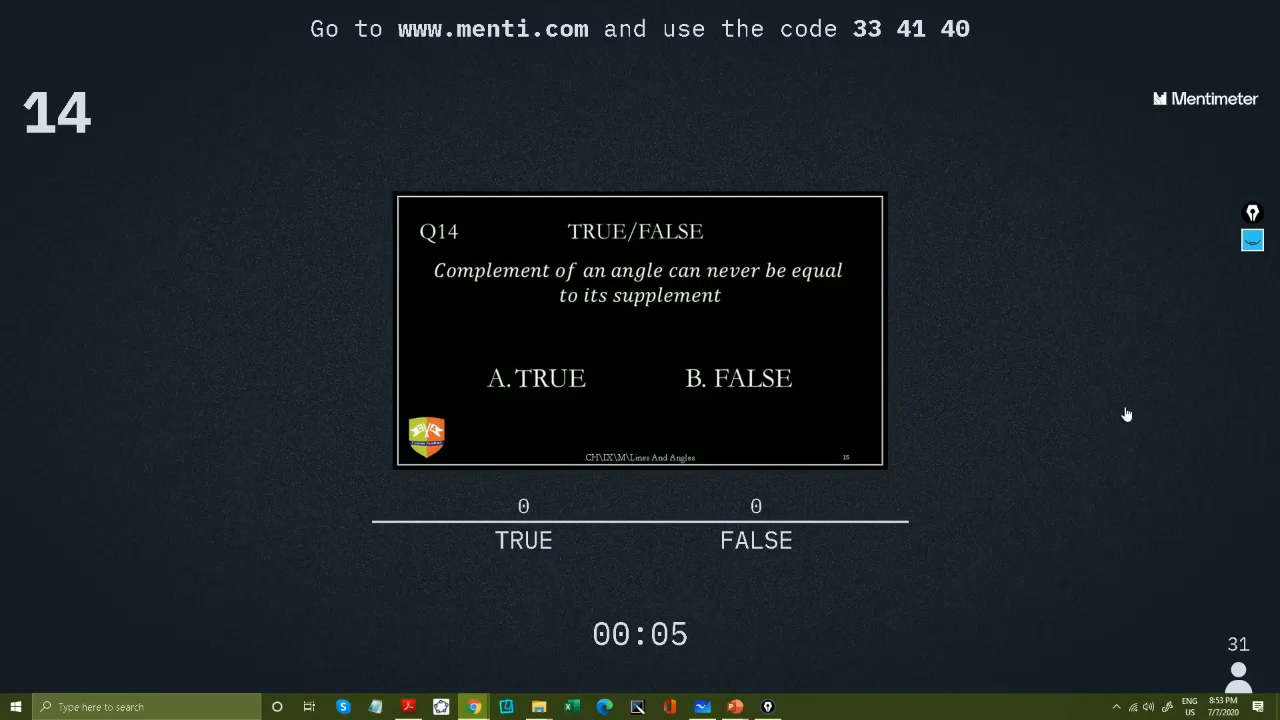 Go to www.menti.com and use the code 33 41 40
14
Mentimeter
Q14 TRUE/FALSE
Complement of an angle can never be equal
to its supplement
A. TRUE B. FALSE
CH\IX\M\Lines And Angles 15
0 0
TRUE FALSE
00:05
31
Type here to search
ENG 8:53 PM
US 7/7/2020